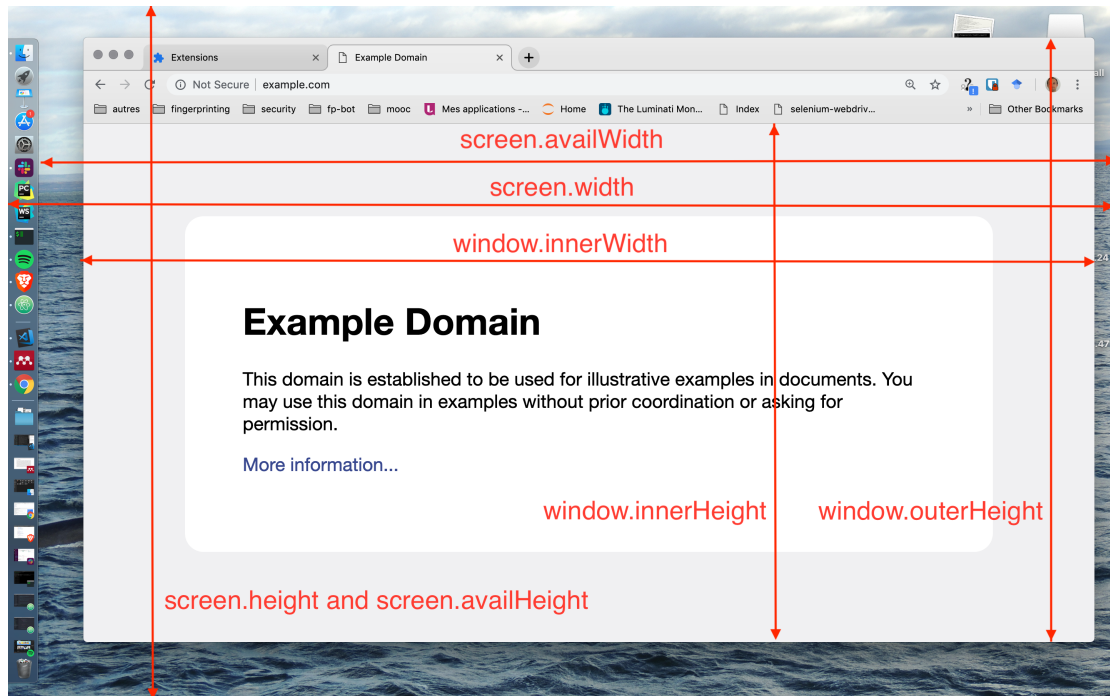 Extensions
Example Domain
Not Secure
example.com
autres
fingerprinting
security
fp-bot
mooc
Mes applications -...
Home
The Luminati Mon...
Index
selenium-webdriv...
»
Other Bookmarks
screen.availWidth
screen.width
window.innerWidth
Example Domain
This domain is established to be used for illustrative examples in documents. You
may use this domain in examples without prior coordination or asking for
permission.
More information...
window.innerHeight
window.outerHeight
screen.height and screen.availHeight
PC
WS